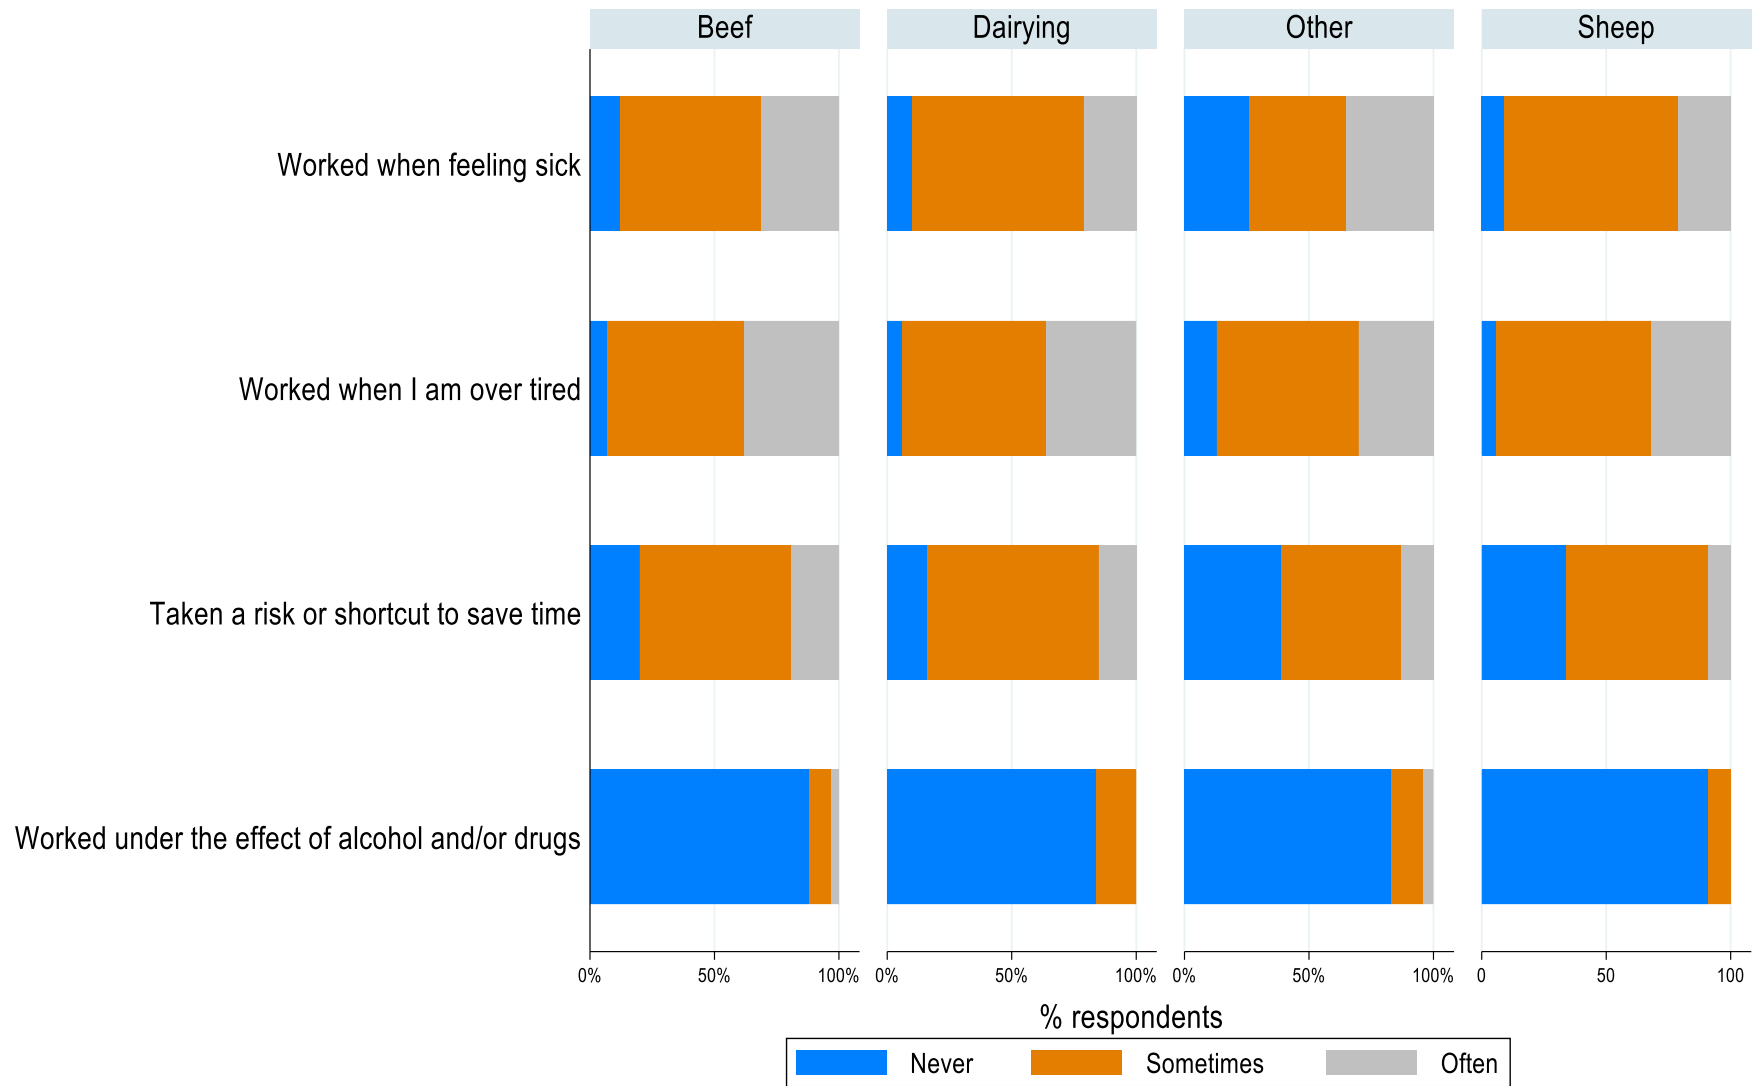 Beef Dairying Other Sheep
Worked when feeling sick
Worked when I am over tired
Taken a risk or shortcut to save time
Worked under the effect of alcohol and/or drugs
0% 50% 100% 0% 50% 100% 0% 50% 100% 0 50 100
% respondents
Never Sometimes Often